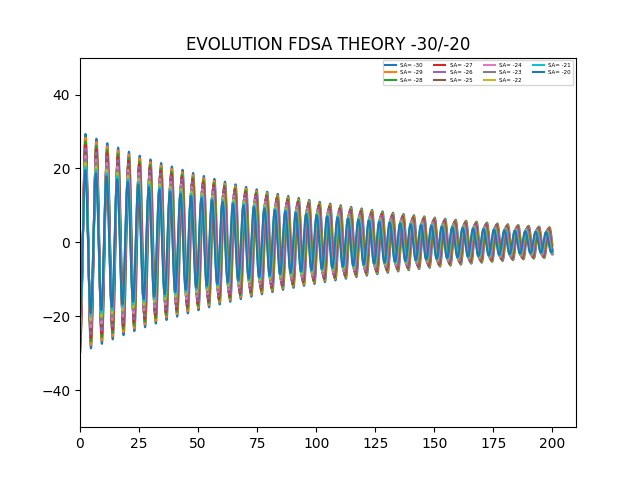 EVOLUTION FDSA THEORY -30/-20
SA= -30 SA= -27 SA= -24 SA= -21
SA= -29 SA= -26 SA= -23 SA= -20
SA= -28 SA= -25 SA= -22
40
20
0
−20
−40
0 25 50 75 100 125 150 175 200